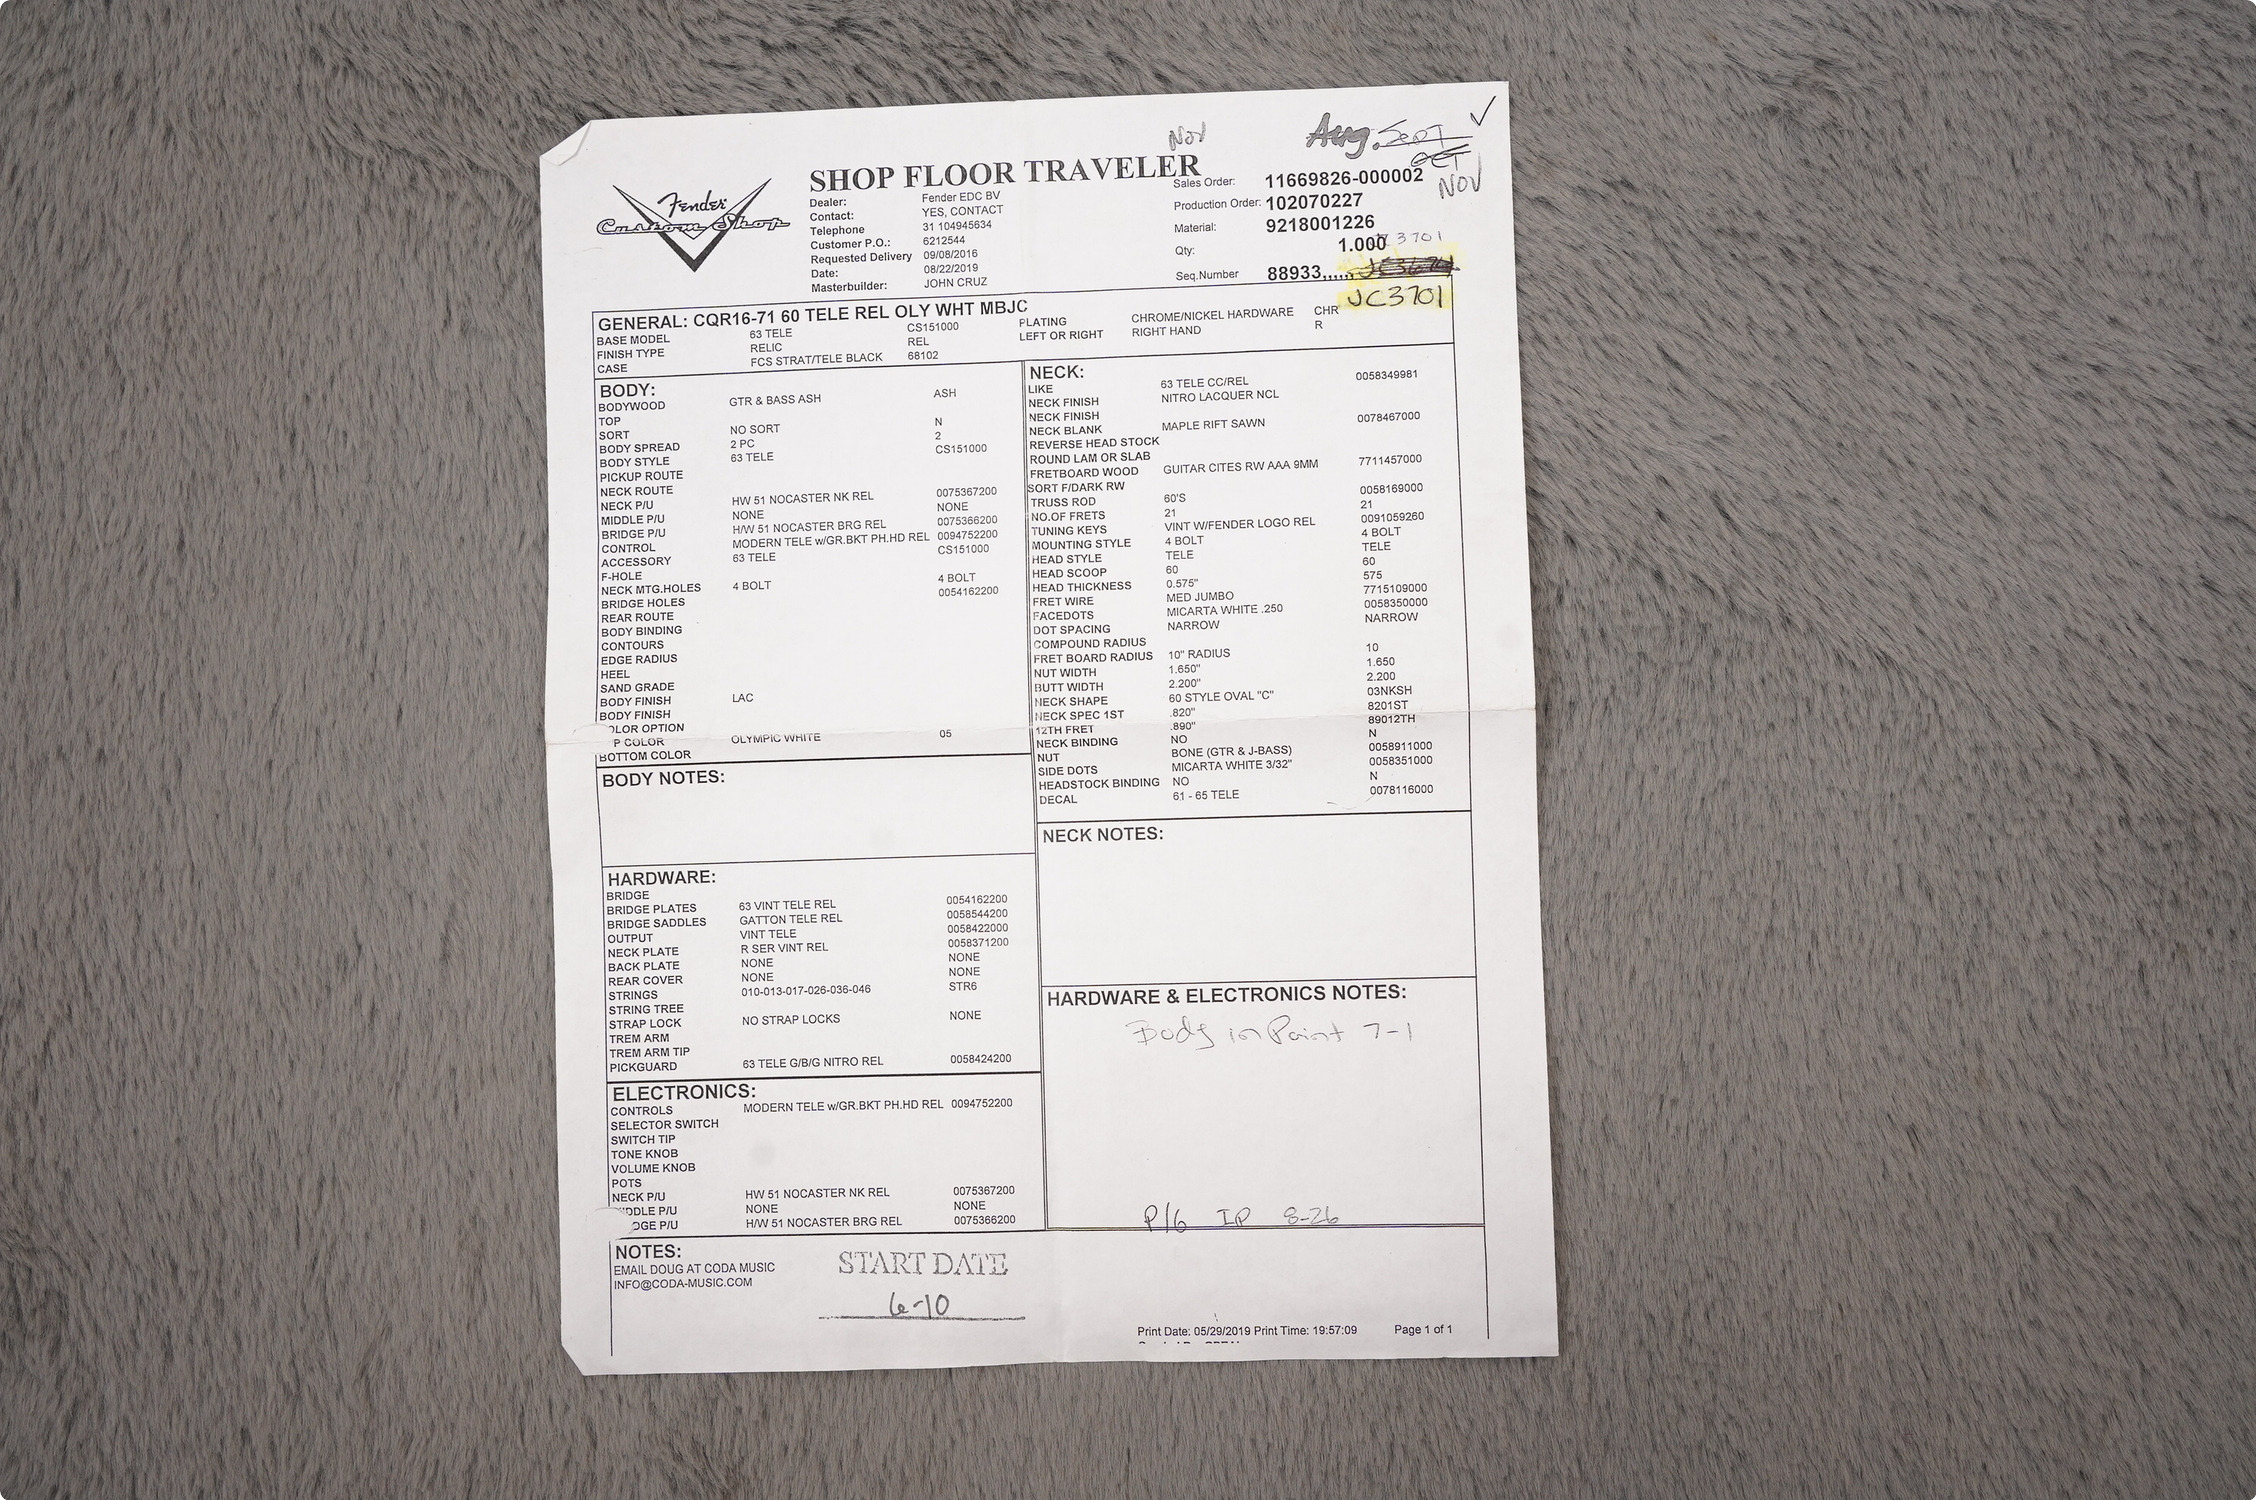 Nov
Aug. Sept
Oct
Nov
Fender
Custom Shop
SHOP FLOOR TRAVELER
Dealer: Fender EDC BV
Contact: YES, CONTACT
Telephone 31 104945634
Customer P.O.: 6212544
Requested Delivery 09/08/2016
Date: 08/22/2019
Masterbuilder: JOHN CRUZ
Sales Order: 11669826-000002
Production Order: 102070227
Material: 9218001226
Qty: 1.000 3701
Seq.Number 88933,,,,,,
JC3701
GENERAL: CQR16-71 60 TELE REL OLY WHT MBJC
BASE MODEL 63 TELE CS151000 PLATING CHROME/NICKEL HARDWARE CHR
FINISH TYPE RELIC REL LEFT OR RIGHT RIGHT HAND R
CASE FCS STRAT/TELE BLACK 68102
BODY:
BODYWOOD GTR & BASS ASH ASH
TOP
SORT NO SORT N
BODY SPREAD 2 PC 2
BODY STYLE 63 TELE CS151000
PICKUP ROUTE
NECK ROUTE
NECK P/U HW 51 NOCASTER NK REL 0075367200
MIDDLE P/U NONE NONE
BRIDGE P/U H/W 51 NOCASTER BRG REL 0075366200
CONTROL MODERN TELE w/GR.BKT PH.HD REL 0094752200
ACCESSORY 63 TELE CS151000
F-HOLE
NECK MTG.HOLES 4 BOLT 4 BOLT
BRIDGE HOLES 0054162200
REAR ROUTE
BODY BINDING
CONTOURS
EDGE RADIUS
HEEL
SAND GRADE
BODY FINISH LAC
BODY FINISH
OLOR OPTION
P COLOR OLYMPIC WHITE 05
BOTTOM COLOR
BODY NOTES:
HARDWARE:
BRIDGE
BRIDGE PLATES 63 VINT TELE REL 0054162200
BRIDGE SADDLES GATTON TELE REL 0058544200
OUTPUT VINT TELE 0058422000
NECK PLATE R SER VINT REL 0058371200
BACK PLATE NONE NONE
REAR COVER NONE NONE
STRINGS 010-013-017-026-036-046 STR6
STRING TREE
STRAP LOCK NO STRAP LOCKS NONE
TREM ARM
TREM ARM TIP
PICKGUARD 63 TELE G/B/G NITRO REL 0058424200
ELECTRONICS:
CONTROLS MODERN TELE w/GR.BKT PH.HD REL 0094752200
SELECTOR SWITCH
SWITCH TIP
TONE KNOB
VOLUME KNOB
POTS
NECK P/U HW 51 NOCASTER NK REL 0075367200
IDDLE P/U NONE NONE
DGE P/U H/W 51 NOCASTER BRG REL 0075366200
NECK:
LIKE 63 TELE CC/REL 0058349981
NECK FINISH NITRO LACQUER NCL
NECK FINISH
NECK BLANK MAPLE RIFT SAWN 0078467000
REVERSE HEAD STOCK
ROUND LAM OR SLAB
FRETBOARD WOOD GUITAR CITES RW AAA 9MM 7711457000
SORT F/DARK RW
TRUSS ROD 60'S 0058169000
NO.OF FRETS 21 21
TUNING KEYS VINT W/FENDER LOGO REL 0091059260
MOUNTING STYLE 4 BOLT 4 BOLT
HEAD STYLE TELE TELE
HEAD SCOOP 60 60
HEAD THICKNESS 0.575" 575
FRET WIRE MED JUMBO 7715109000
FACEDOTS MICARTA WHITE .250 0058350000
DOT SPACING NARROW NARROW
COMPOUND RADIUS
FRET BOARD RADIUS 10" RADIUS 10
NUT WIDTH 1.650" 1.650
BUTT WIDTH 2.200" 2.200
NECK SHAPE 60 STYLE OVAL "C" 03NKSH
NECK SPEC 1ST .820" 8201ST
12TH FRET .890" 89012TH
NECK BINDING NO N
NUT BONE (GTR & J-BASS) 0058911000
SIDE DOTS MICARTA WHITE 3/32" 0058351000
HEADSTOCK BINDING NO N
DECAL 61 - 65 TELE 0078116000
NECK NOTES:
HARDWARE & ELECTRONICS NOTES:
Body in Paint 7-1
P/G IP 8-26
NOTES:
EMAIL DOUG AT CODA MUSIC
INFO@CODA-MUSIC.COM
START DATE
6-10
Print Date: 05/29/2019 Print Time: 19:57:09 Page 1 of 1